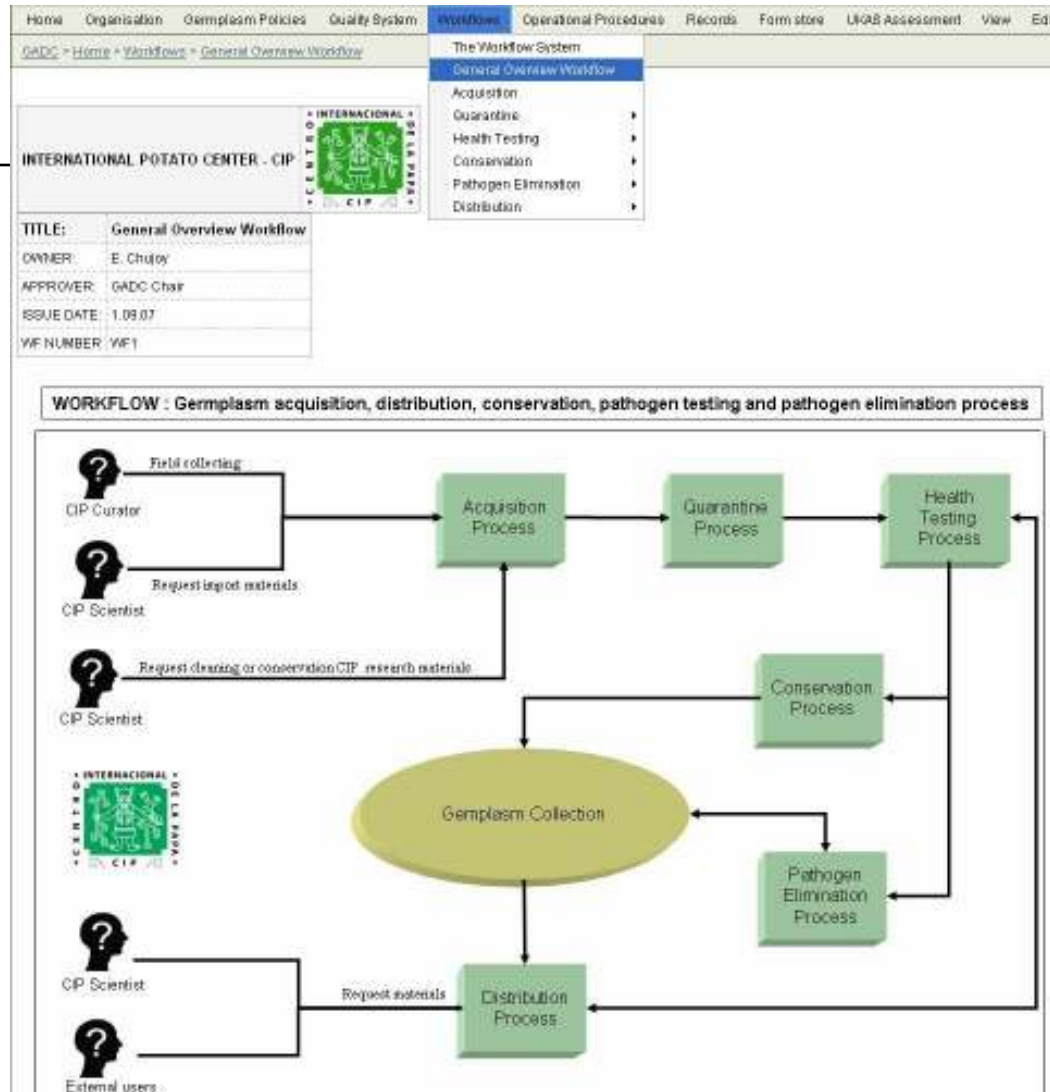 Home Organisation Germplasm Policies Quality System Workflows Operational Procedures Records Form store UKAS Assessment View Ed
GADC » Home » Workflows » General Overview Workflow
The Workflow System
General Overview Workflow
Acquisition
Quarantine
Health Testing
Conservation
Pathogen Elimination
Distribution
INTERNATIONAL POTATO CENTER - CIP
CENTRO INTERNACIONAL DE LA PAPA
CIP
TITLE: General Overview Workflow
OWNER: E. Chujoy
APPROVER: GADC Chair
ISSUE DATE: 1.09.07
WF NUMBER WF1
WORKFLOW : Germplasm acquisition, distribution, conservation, pathogen testing and pathogen elimination process
Field collecting
CIP Curator
Acquisition
Process
Quarantine
Process
Health
Testing
Process
Request import materials
CIP Scientist
Request cleaning or conservation CIP research materials
CIP Scientist
Conservation
Process
CENTRO INTERNACIONAL DE LA PAPA
CIP
Germplasm Collection
Pathogen
Elimination
Process
CIP Scientist
Request materials
Distribution
Process
External users